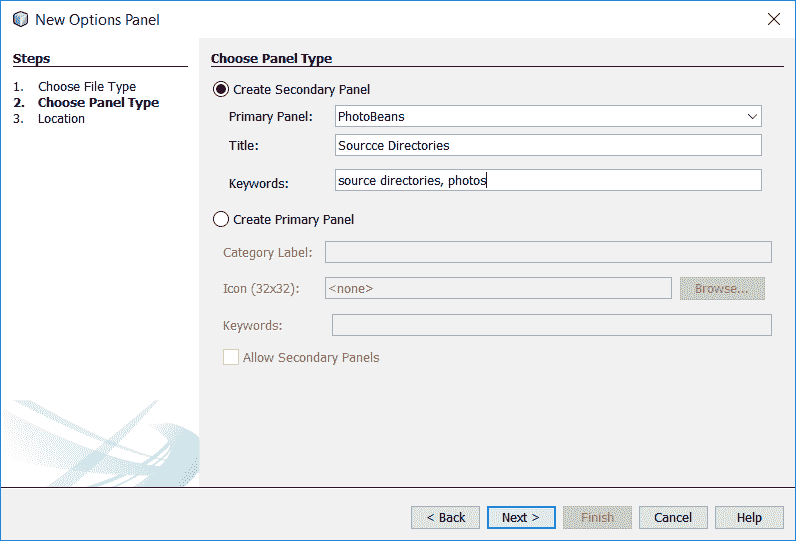 New Options Panel
Steps
1. Choose File Type
2. Choose Panel Type
3. Location
Choose Panel Type
Create Secondary Panel
Primary Panel: PhotoBeans
Title: Sourcce Directories
Keywords: source directories, photos
Create Primary Panel
Category Label:
Icon (32x32): <none> Browse...
Keywords:
Allow Secondary Panels
< Back Next > Finish Cancel Help